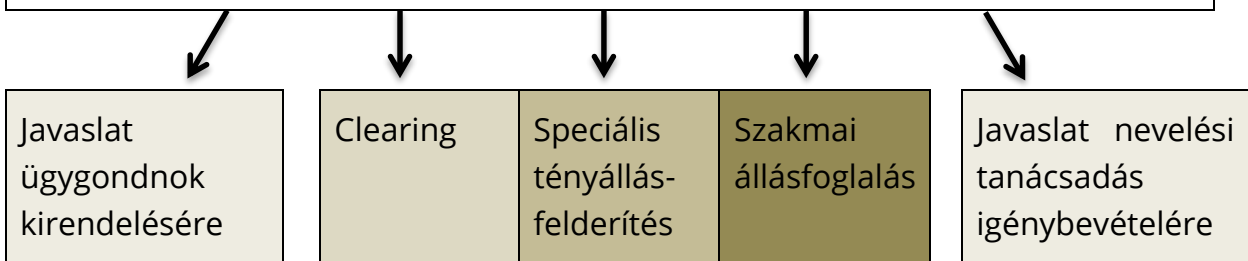 Javaslat
ügygondnok
kirendelésére
Clearing
Speciális
tényállás-
felderítés
Szakmai
állásfoglalás
Javaslat nevelési
tanácsadás
igénybevételére